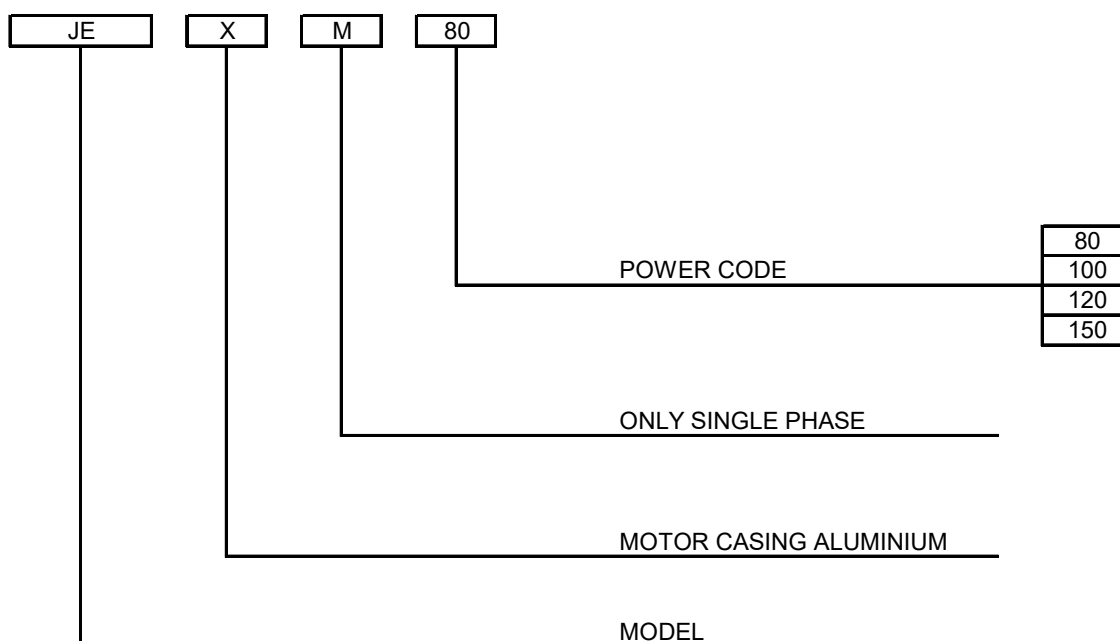 JE X M 80
80
POWER CODE 100
120
150
ONLY SINGLE PHASE
MOTOR CASING ALUMINIUM
MODEL